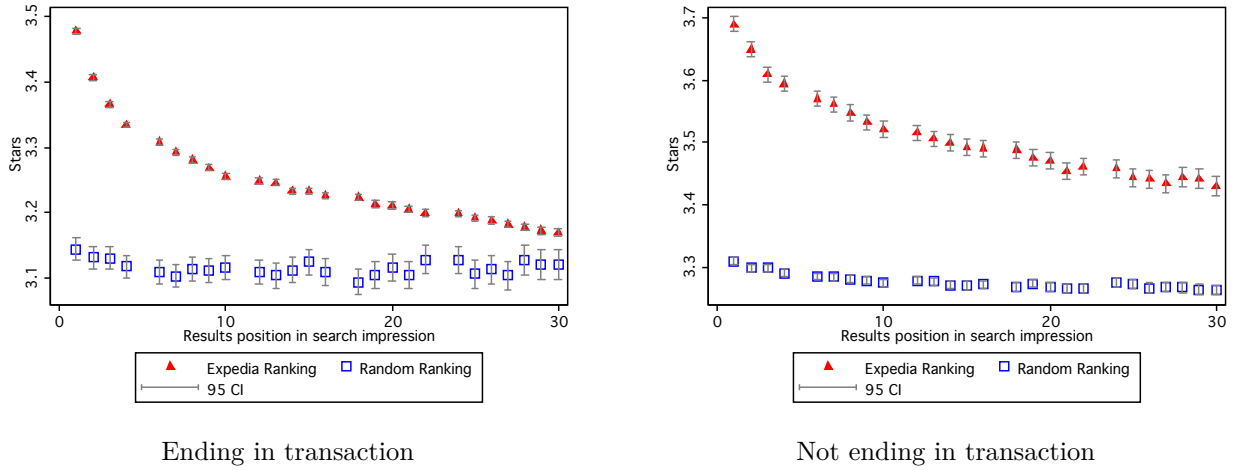 3.5
3.4
3.3
3.2
3.1
Stars
0
10
20
30
Results position in search impression
Expedia Ranking
Random Ranking
95 CI
Ending in transaction
3.7
3.6
3.5
3.4
3.3
Stars
0
10
20
30
Results position in search impression
Expedia Ranking
Random Ranking
95 CI
Not ending in transaction